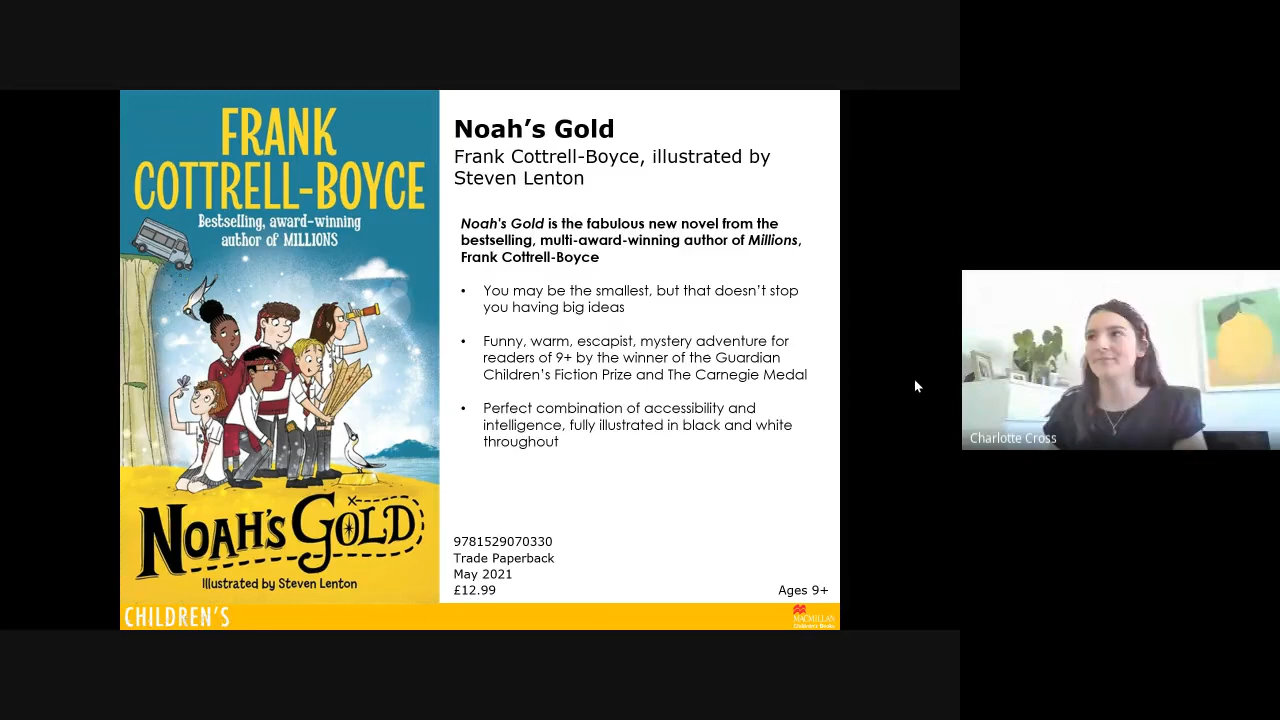 FRANK
COTTRELL-BOYCE
Bestselling, award-winning
author of MILLIONS
NOAH'S GOLD
Illustrated by Steven Lenton
Noah’s Gold
Frank Cottrell-Boyce, illustrated by
Steven Lenton
Noah's Gold is the fabulous new novel from the
bestselling, multi-award-winning author of Millions,
Frank Cottrell-Boyce
• You may be the smallest, but that doesn’t stop
you having big ideas
• Funny, warm, escapist, mystery adventure for
readers of 9+ by the winner of the Guardian
Children’s Fiction Prize and The Carnegie Medal
• Perfect combination of accessibility and
intelligence, fully illustrated in black and white
throughout
9781529070330
Trade Paperback
May 2021
£12.99
Ages 9+
CHILDREN'S
MACMILLAN
Children's Books
Charlotte Cross